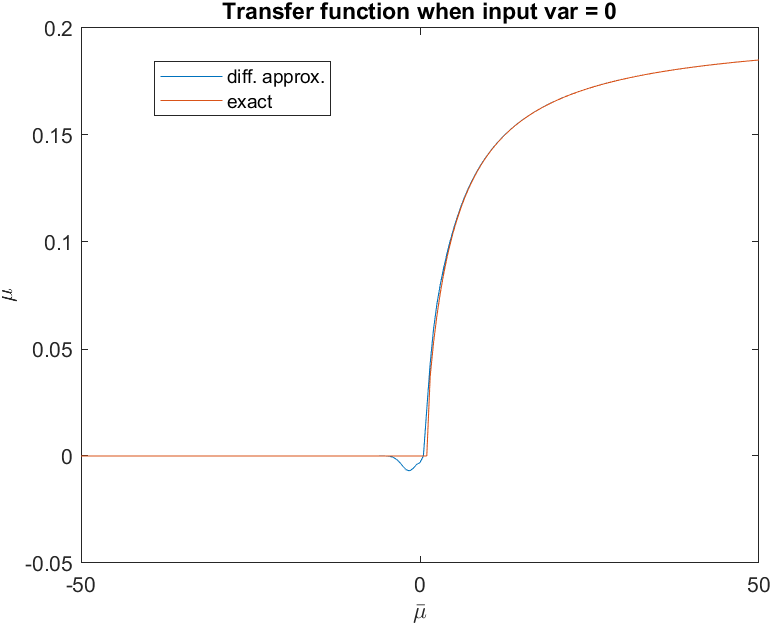 Transfer function when input var = 0
0.2
diff. approx.
exact
0.15
0.1
μ
0.05
0
-0.05
-50
0
50
μ̄